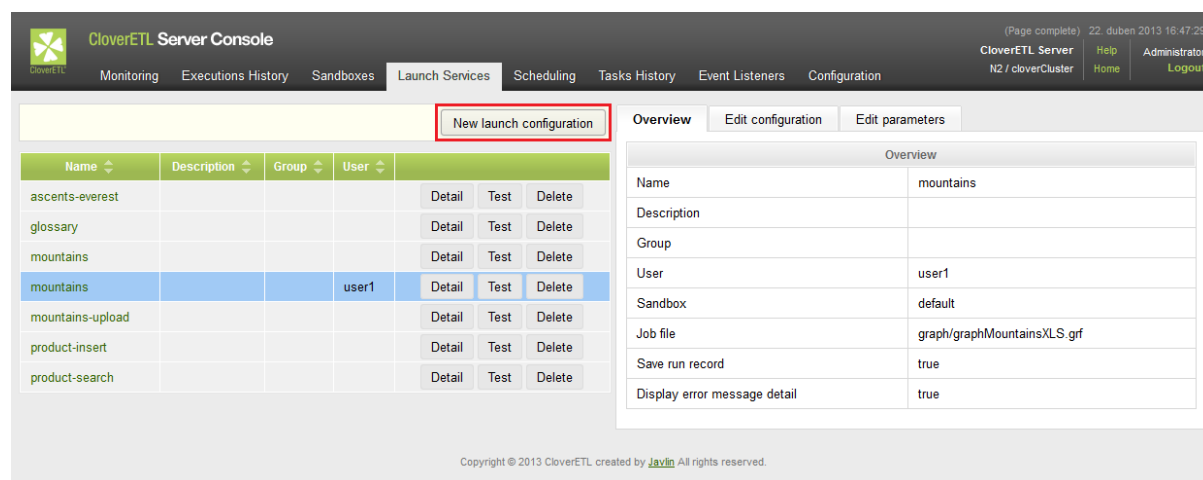 (Page complete) 22. duben 2013 16:47:29
CloverETL Server Console
CloverETL
CloverETL Server Help Administrator
N2 / cloverCluster Home Logout
Monitoring Executions History Sandboxes Launch Services Scheduling Tasks History Event Listeners Configuration
New launch configuration
Name Description Group User
ascents-everest Detail Test Delete
glossary Detail Test Delete
mountains Detail Test Delete
mountains user1 Detail Test Delete
mountains-upload Detail Test Delete
product-insert Detail Test Delete
product-search Detail Test Delete
Overview Edit configuration Edit parameters
Overview
Name mountains
Description
Group
User user1
Sandbox default
Job file graph/graphMountainsXLS.grf
Save run record true
Display error message detail true
Copyright © 2013 CloverETL created by Javlin All rights reserved.